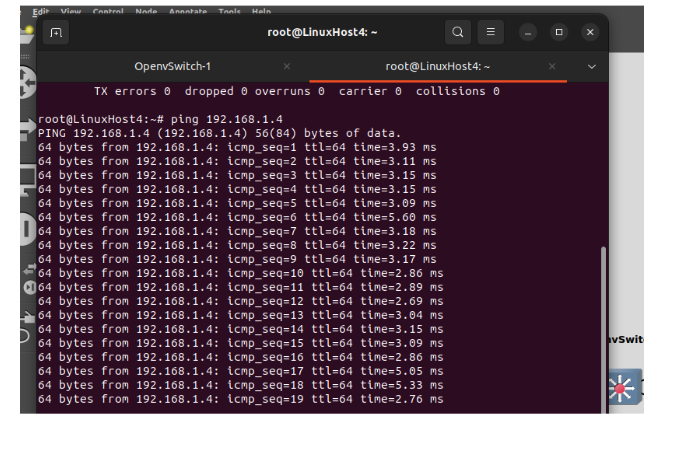 Edit View Control Node Annotate Tools Help
root@LinuxHost4: ~
OpenvSwitch-1
root@LinuxHost4: ~
TX errors 0  dropped 0 overruns 0  carrier 0  collisions 0
root@LinuxHost4:~# ping 192.168.1.4
PING 192.168.1.4 (192.168.1.4) 56(84) bytes of data.
64 bytes from 192.168.1.4: icmp_seq=1 ttl=64 time=3.93 ms
64 bytes from 192.168.1.4: icmp_seq=2 ttl=64 time=3.11 ms
64 bytes from 192.168.1.4: icmp_seq=3 ttl=64 time=3.15 ms
64 bytes from 192.168.1.4: icmp_seq=4 ttl=64 time=3.15 ms
64 bytes from 192.168.1.4: icmp_seq=5 ttl=64 time=3.09 ms
64 bytes from 192.168.1.4: icmp_seq=6 ttl=64 time=5.60 ms
64 bytes from 192.168.1.4: icmp_seq=7 ttl=64 time=3.18 ms
64 bytes from 192.168.1.4: icmp_seq=8 ttl=64 time=3.22 ms
64 bytes from 192.168.1.4: icmp_seq=9 ttl=64 time=3.17 ms
64 bytes from 192.168.1.4: icmp_seq=10 ttl=64 time=2.86 ms
64 bytes from 192.168.1.4: icmp_seq=11 ttl=64 time=2.89 ms
64 bytes from 192.168.1.4: icmp_seq=12 ttl=64 time=2.69 ms
64 bytes from 192.168.1.4: icmp_seq=13 ttl=64 time=3.04 ms
64 bytes from 192.168.1.4: icmp_seq=14 ttl=64 time=3.15 ms
64 bytes from 192.168.1.4: icmp_seq=15 ttl=64 time=3.09 ms
64 bytes from 192.168.1.4: icmp_seq=16 ttl=64 time=2.86 ms
64 bytes from 192.168.1.4: icmp_seq=17 ttl=64 time=5.05 ms
64 bytes from 192.168.1.4: icmp_seq=18 ttl=64 time=5.33 ms
64 bytes from 192.168.1.4: icmp_seq=19 ttl=64 time=2.76 ms